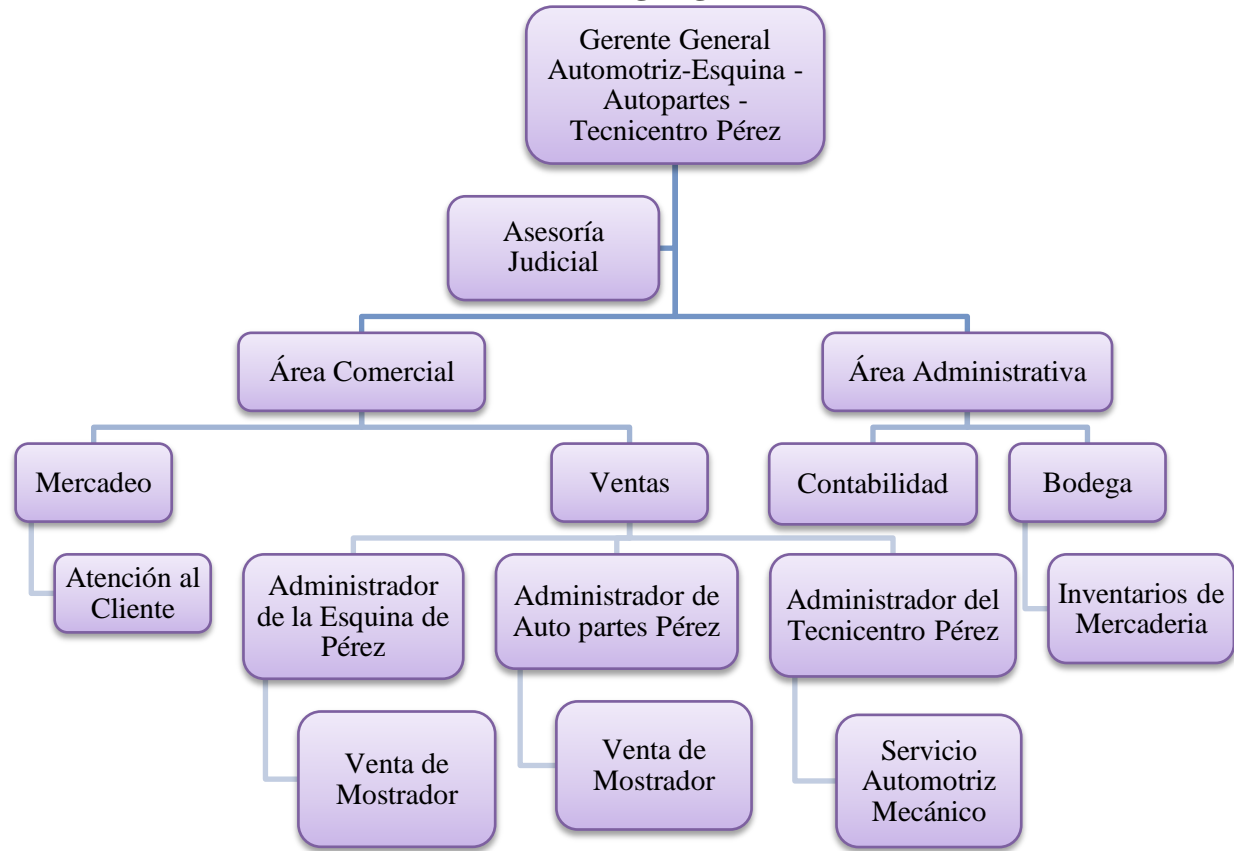 Gerente General
Automotriz-Esquina -
Autopartes -
Tecnicentro Pérez
Asesoría
Judicial
Área Comercial
Área Administrativa
Mercadeo
Ventas
Contabilidad
Bodega
Atención al
Cliente
Administrador
de la Esquina de
Pérez
Administrador de
Auto partes Pérez
Administrador del
Tecnicentro Pérez
Inventarios de
Mercaderia
Venta de
Mostrador
Venta de
Mostrador
Servicio
Automotriz
Mecánico